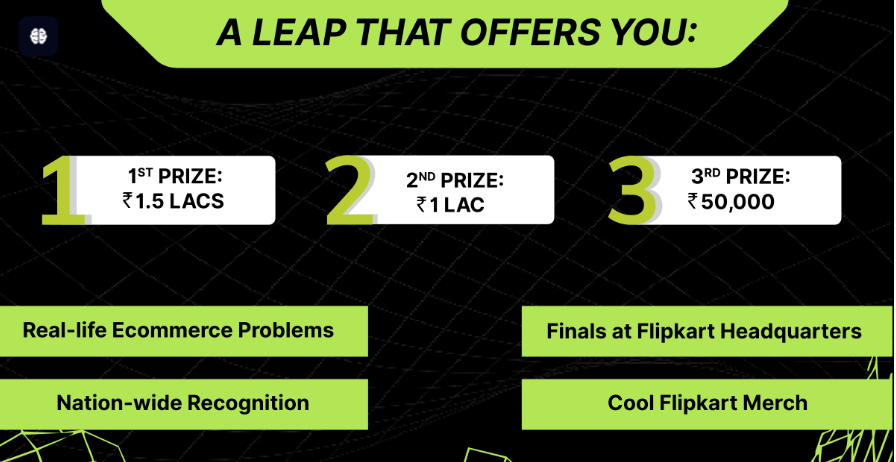 A LEAP THAT OFFERS YOU:
1
1ST PRIZE:
₹1.5 LACS
2
2ND PRIZE:
₹1 LAC
3
3RD PRIZE:
₹50,000
Real-life Ecommerce Problems
Finals at Flipkart Headquarters
Nation-wide Recognition
Cool Flipkart Merch